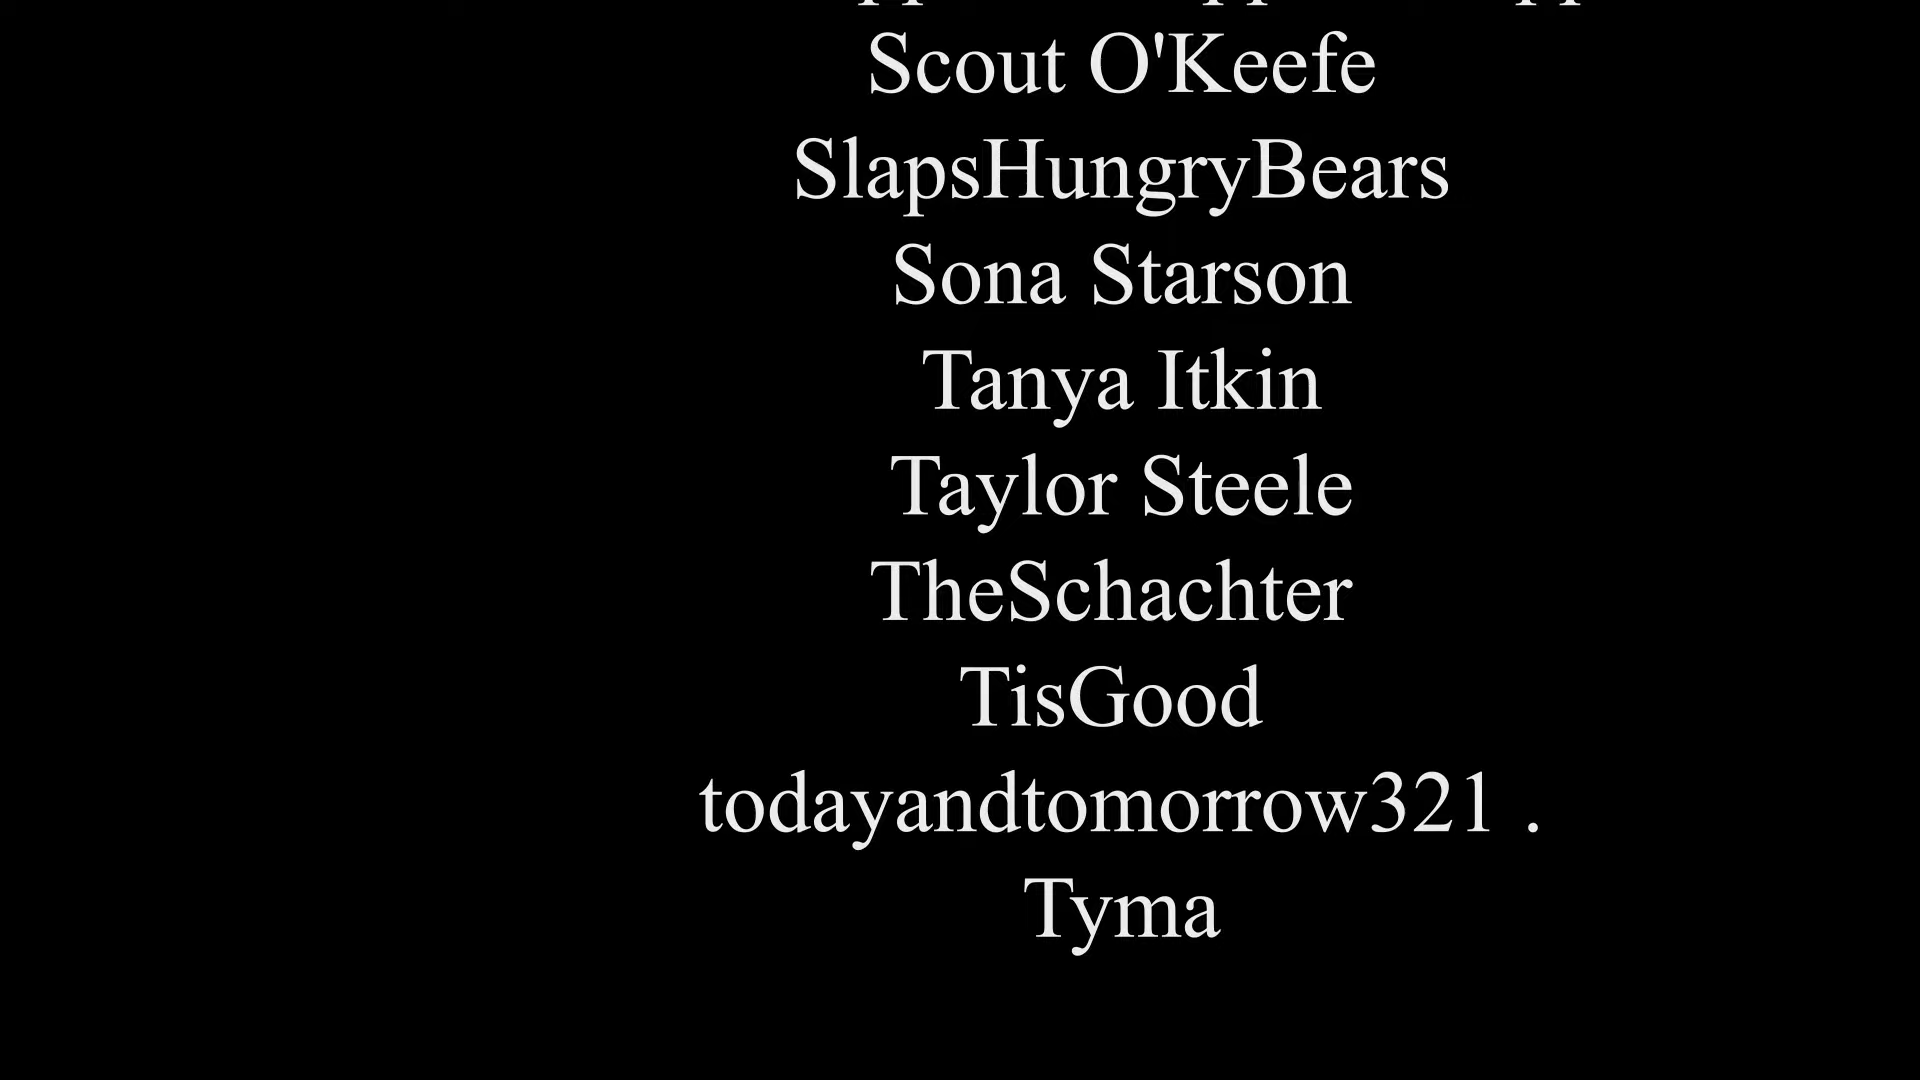 Scout O'Keefe
SlapsHungryBears
Sona Starson
Tanya Itkin
Taylor Steele
TheSchachter
TisGood
todayandtomorrow321 .
Tyma